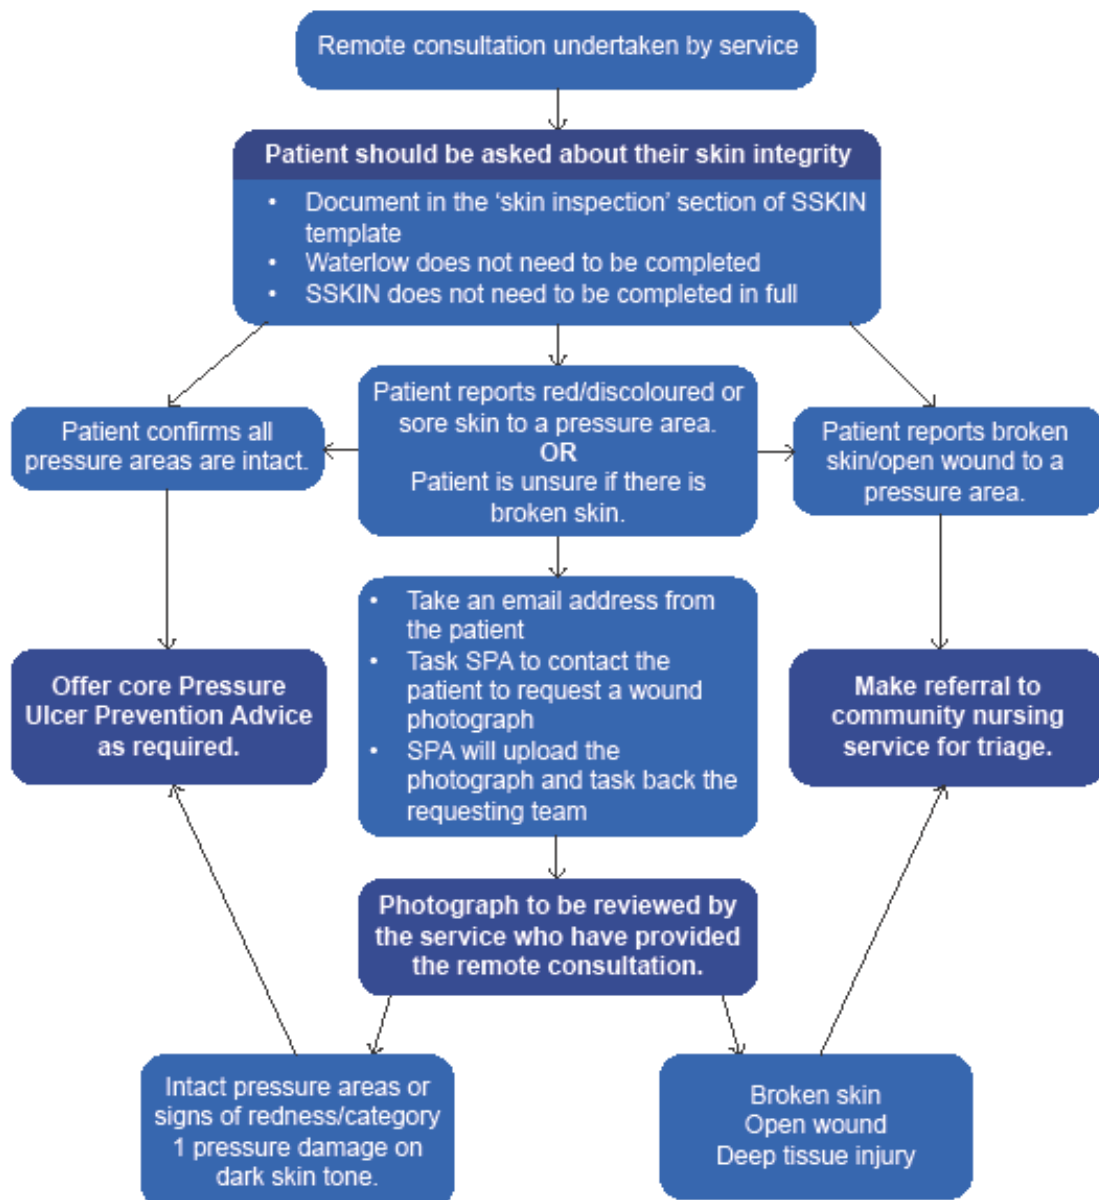 Remote consultation undertaken by service
Patient should be asked about their skin integrity
• Document in the ‘skin inspection’ section of SSKIN
template
• Waterlow does not need to be completed
• SSKIN does not need to be completed in full
Patient confirms all
pressure areas are intact.
Patient reports red/discoloured or
sore skin to a pressure area.
OR
Patient is unsure if there is
broken skin.
Patient reports broken
skin/open wound to a
pressure area.
Offer core Pressure
Ulcer Prevention Advice
as required.
• Take an email address from
the patient
• Task SPA to contact the
patient to request a wound
photograph
• SPA will upload the
photograph and task back the
requesting team
Make referral to
community nursing
service for triage.
Photograph to be reviewed by
the service who have provided
the remote consultation.
Intact pressure areas or
signs of redness/category
1 pressure damage on
dark skin tone.
Broken skin
Open wound
Deep tissue injury